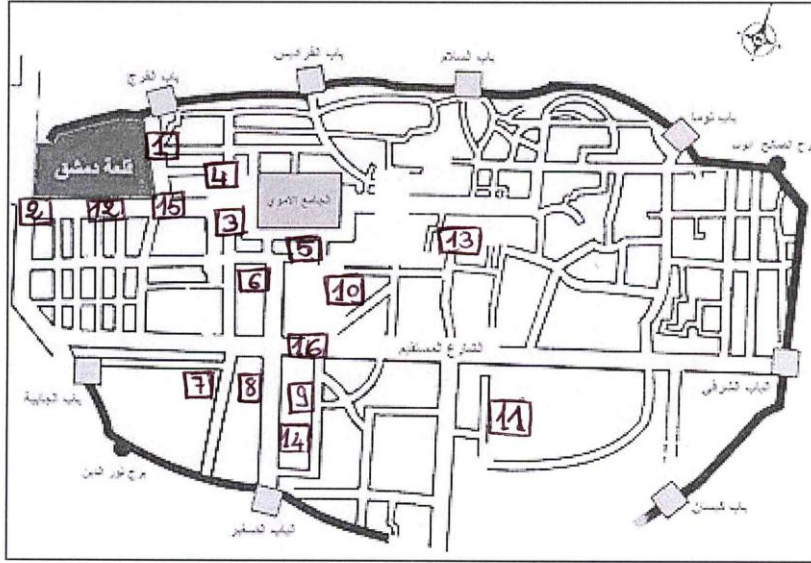 باب الفراديس
باب السلام
باب الفرج
باب توما
برج الصالح أيوب
قلعة دمشق
1
4
الجامع الاموي
2
12
15
3
13
5
6
10
16
الشارع المستقيم
باب الجابية
7
8
9
11
الباب الشرقي
14
برج نور الدين
الباب الصغير
باب كيسان